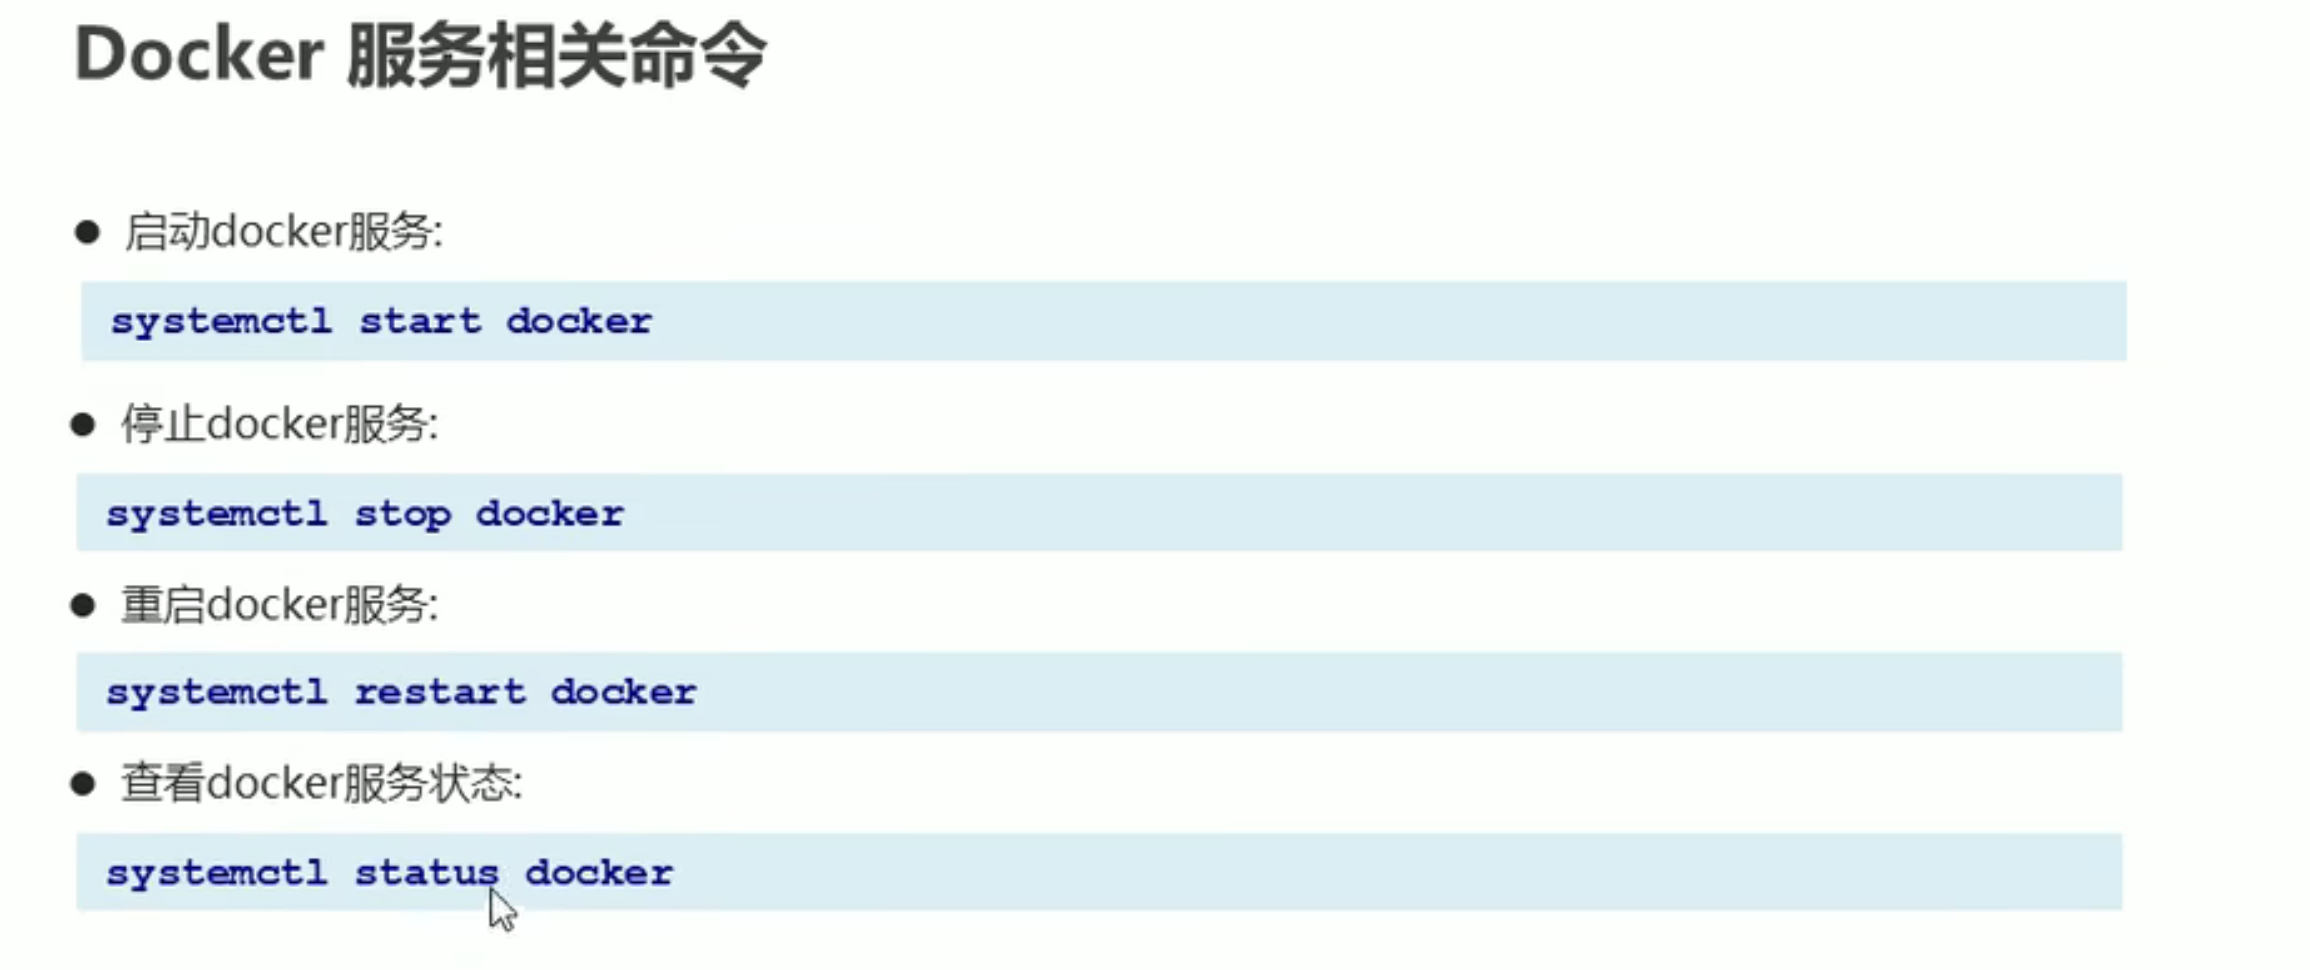 Docker 服务相关命令
启动docker服务:
systemctl start docker
停止docker服务:
systemctl stop docker
重启docker服务:
systemctl restart docker
查看docker服务状态:
systemctl status docker